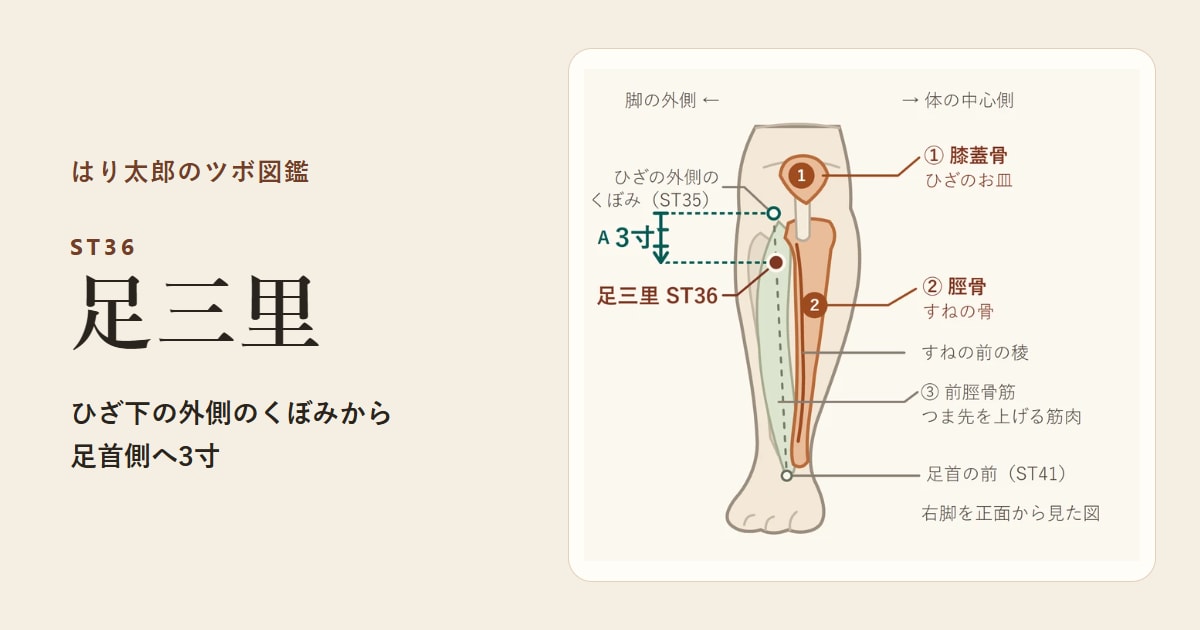 はり太郎のツボ図鑑
ST36
足三里
ひざ下の外側のくぼみから
足首側へ3寸
脚の外側 ←
→ 体の中心側
① 膝蓋骨
ひざのお皿
1
ひざの外側の
くぼみ（ST35）
A 3寸
足三里 ST36
② 脛骨
すねの骨
2
すねの前の稜
③ 前脛骨筋
つま先を上げる筋肉
足首の前（ST41）
右脚を正面から見た図